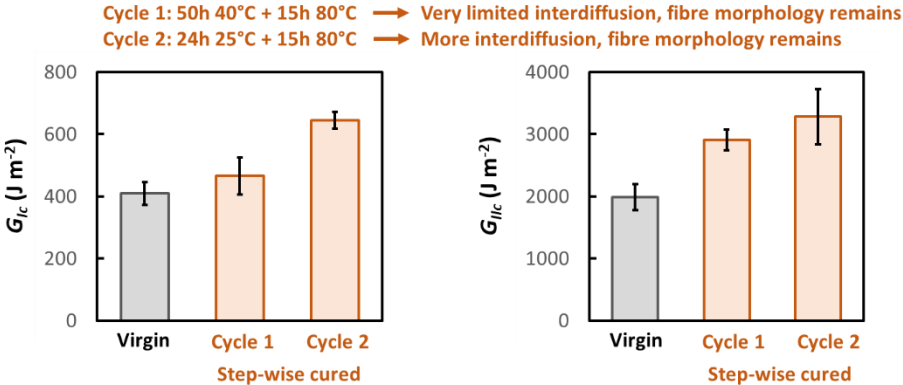 Cycle 1: 50h 40°C + 15h 80°C → Very limited interdiffusion, fibre morphology remains
Cycle 2: 24h 25°C + 15h 80°C → More interdiffusion, fibre morphology remains
G_Ic (J m⁻²)
800
600
400
200
0
Virgin Cycle 1 Cycle 2
Step-wise cured
G_IIc (J m⁻²)
4000
3000
2000
1000
0
Virgin Cycle 1 Cycle 2
Step-wise cured